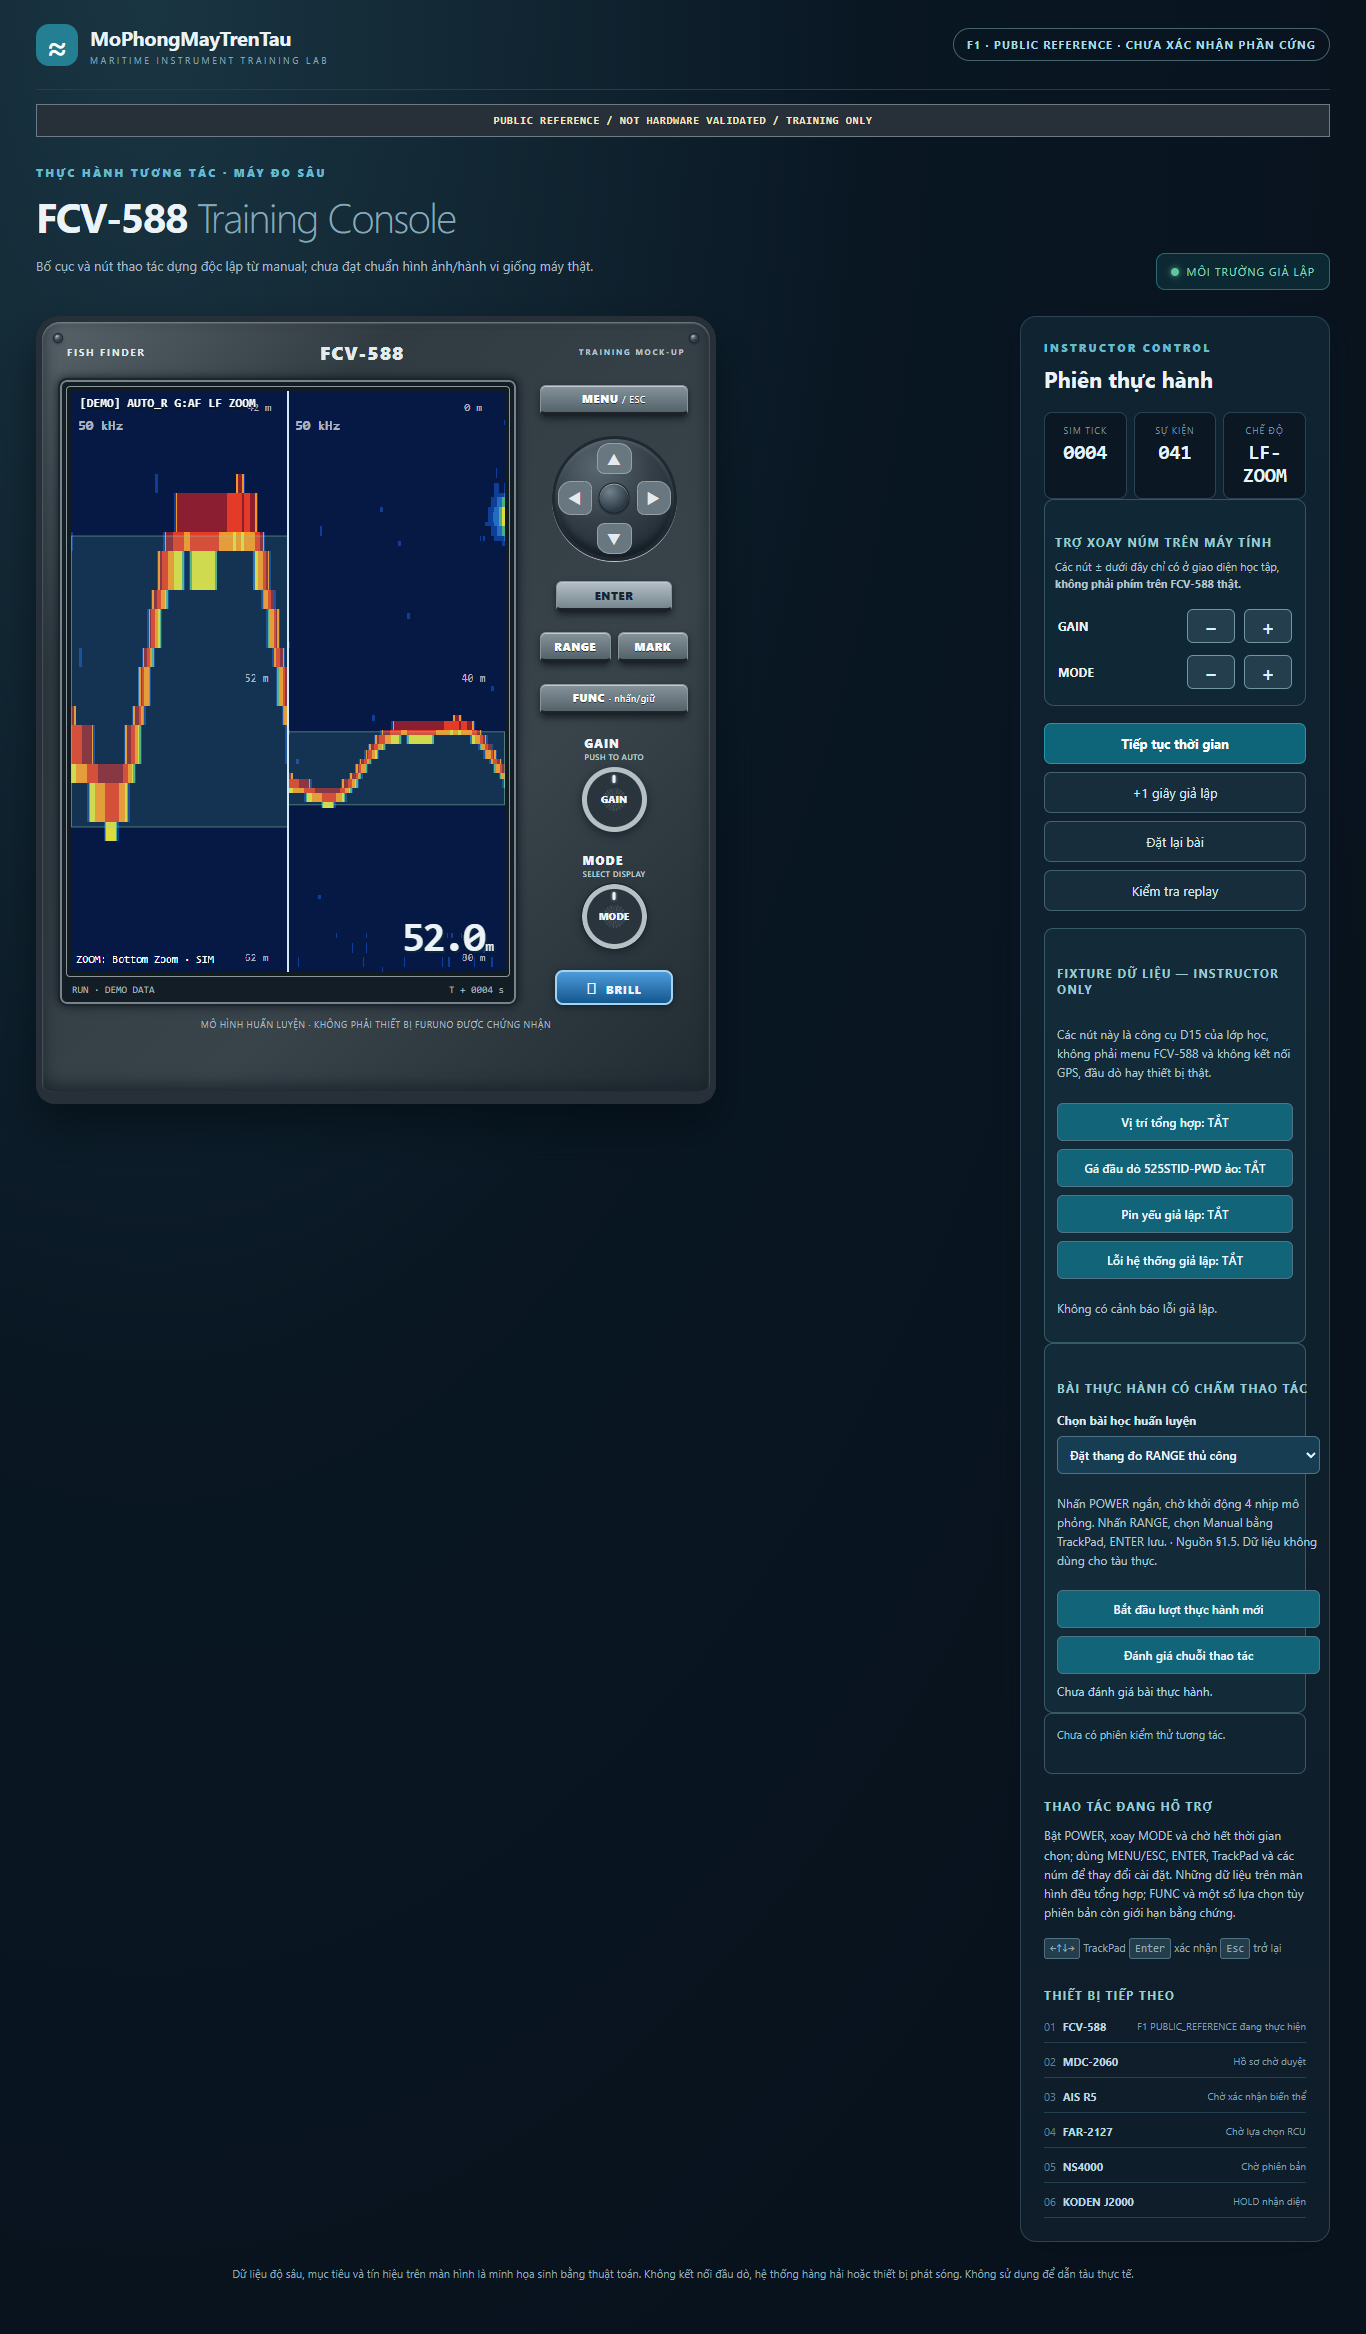 ≈
MoPhongMayTrenTau
MARITIME INSTRUMENT TRAINING LAB
F1 · PUBLIC REFERENCE · CHƯA XÁC NHẬN PHẦN CỨNG
PUBLIC REFERENCE / NOT HARDWARE VALIDATED / TRAINING ONLY
THỰC HÀNH TƯƠNG TÁC · MÁY ĐO SÂU
FCV-588 Training Console
Bố cục và nút thao tác dựng độc lập từ manual; chưa đạt chuẩn hình ảnh/hành vi giống máy thật.
MÔI TRƯỜNG GIẢ LẬP
FISH FINDER
FCV-588
TRAINING MOCK-UP
[DEMO] AUTO_R G:AF LF ZOOM
42 m
0 m
50 kHz
50 kHz
52 m
40 m
52.0m
ZOOM: Bottom Zoom · SIM
62 m
80 m
RUN · DEMO DATA
T + 0004 s
MENU / ESC
▲
◀
▶
▼
ENTER
RANGE
MARK
FUNC · nhấn/giữ
GAIN
PUSH TO AUTO
GAIN
MODE
SELECT DISPLAY
MODE
BRILL
MÔ HÌNH HUẤN LUYỆN · KHÔNG PHẢI THIẾT BỊ FURUNO ĐƯỢC CHỨNG NHẬN
INSTRUCTOR CONTROL
Phiên thực hành
SIM TICK
0004
SỰ KIỆN
041
CHẾ ĐỘ
LF-
ZOOM
TRỢ XOAY NÚM TRÊN MÁY TÍNH
Các nút ± dưới đây chỉ có ở giao diện học tập,
không phải phím trên FCV-588 thật.
GAIN
−
+
MODE
−
+
Tiếp tục thời gian
+1 giây giả lập
Đặt lại bài
Kiểm tra replay
FIXTURE DỮ LIỆU — INSTRUCTOR
ONLY
Các nút này là công cụ D15 của lớp học,
không phải menu FCV-588 và không kết nối
GPS, đầu dò hay thiết bị thật.
Vị trí tổng hợp: TẮT
Gá đầu dò 525STID-PWD ảo: TẮT
Pin yếu giả lập: TẮT
Lỗi hệ thống giả lập: TẮT
Không có cảnh báo lỗi giả lập.
BÀI THỰC HÀNH CÓ CHẤM THAO TÁC
Chọn bài học huấn luyện
Đặt thang đo RANGE thủ công
Nhấn POWER ngắn, chờ khởi động 4 nhịp mô
phỏng. Nhấn RANGE, chọn Manual bằng
TrackPad, ENTER lưu. · Nguồn §1.5. Dữ liệu không
dùng cho tàu thực.
Bắt đầu lượt thực hành mới
Đánh giá chuỗi thao tác
Chưa đánh giá bài thực hành.
Chưa có phiên kiểm thử tương tác.
THAO TÁC ĐANG HỖ TRỢ
Bật POWER, xoay MODE và chờ hết thời gian
chọn; dùng MENU/ESC, ENTER, TrackPad và các
núm để thay đổi cài đặt. Những dữ liệu trên màn
hình đều tổng hợp; FUNC và một số lựa chọn tùy
phiên bản còn giới hạn bằng chứng.
←↑↓→ TrackPad Enter xác nhận Esc trở lại
THIẾT BỊ TIẾP THEO
01 FCV-588 F1 PUBLIC_REFERENCE đang thực hiện
02 MDC-2060 Hồ sơ chờ duyệt
03 AIS R5 Chờ xác nhận biến thể
04 FAR-2127 Chờ lựa chọn RCU
05 NS4000 Chờ phiên bản
06 KODEN J2000 HOLD nhận diện
Dữ liệu độ sâu, mục tiêu và tín hiệu trên màn hình là minh họa sinh bằng thuật toán. Không kết nối đầu dò, hệ thống hàng hải hoặc thiết bị phát sóng. Không sử dụng để dẫn tàu thực tế.